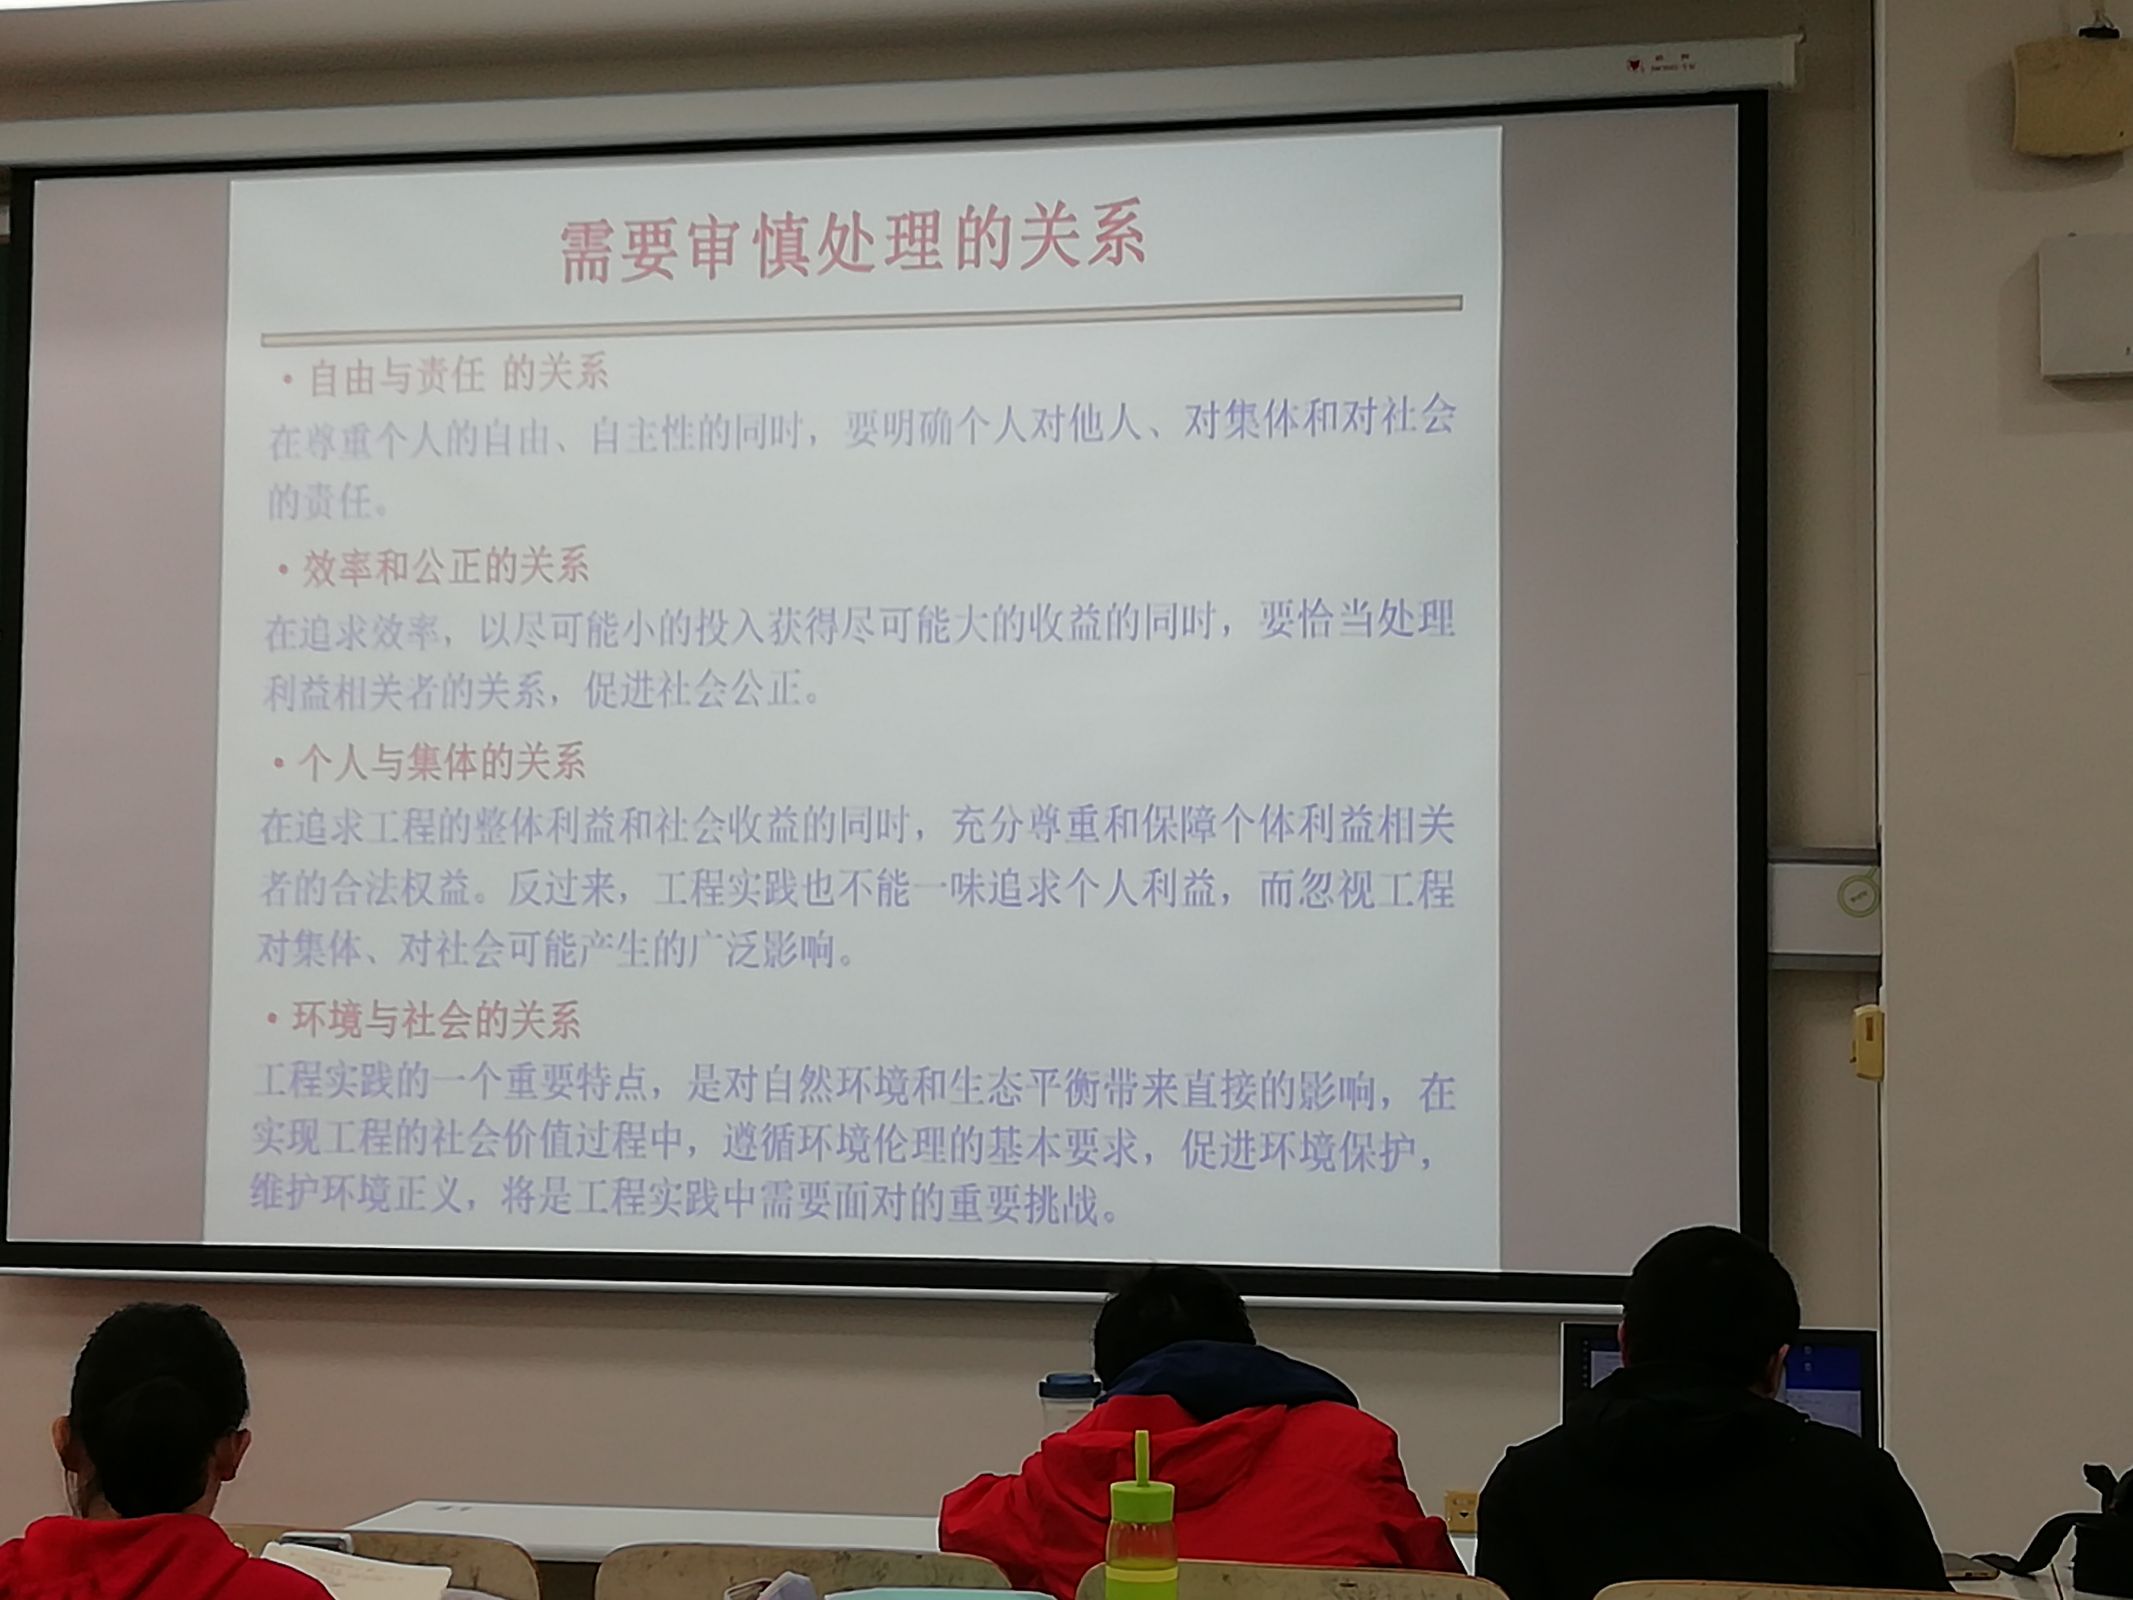 需要审慎处理的关系
•自由与责任 的关系
在尊重个人的自由、自主性的同时，要明确个人对他人、对集体和对社会
的责任。
•效率和公正的关系
在追求效率，以尽可能小的投入获得尽可能大的收益的同时，要恰当处理
利益相关者的关系，促进社会公正。
•个人与集体的关系
在追求工程的整体利益和社会收益的同时，充分尊重和保障个体利益相关
者的合法权益。反过来，工程实践也不能一味追求个人利益，而忽视工程
对集体、对社会可能产生的广泛影响。
•环境与社会的关系
工程实践的一个重要特点，是对自然环境和生态平衡带来直接的影响，在
实现工程的社会价值过程中，遵循环境伦理的基本要求，促进环境保护，
维护环境正义，将是工程实践中需要面对的重要挑战。